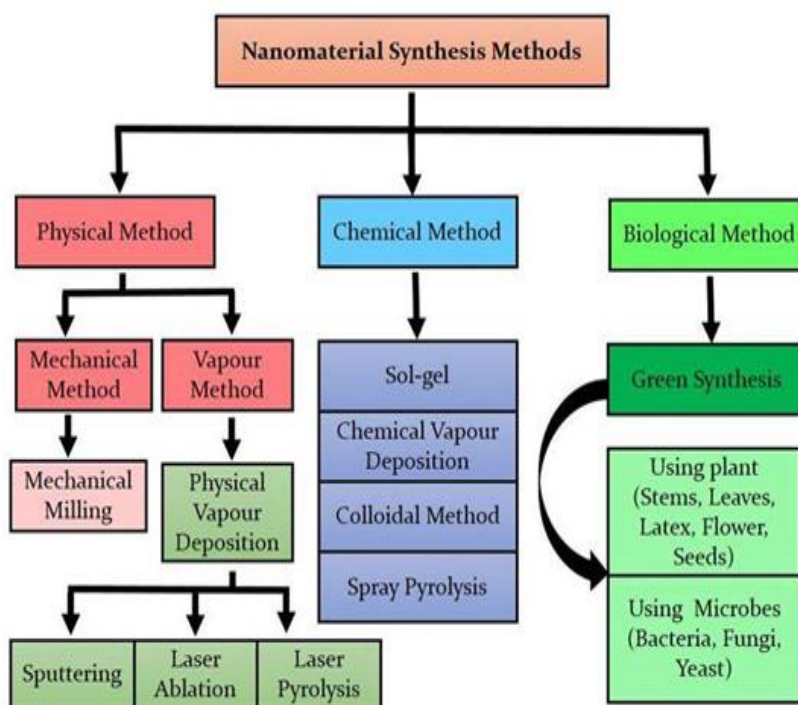 Nanomaterial Synthesis Methods
Physical Method
Chemical Method
Biological Method
Mechanical
Method
Vapour
Method
Mechanical
Milling
Physical
Vapour
Deposition
Sputtering
Laser
Ablation
Laser
Pyrolysis
Sol-gel
Chemical Vapour
Deposition
Colloidal Method
Spray Pyrolysis
Green Synthesis
Using plant
(Stems, Leaves,
Latex, Flower,
Seeds)
Using Microbes
(Bacteria, Fungi,
Yeast)